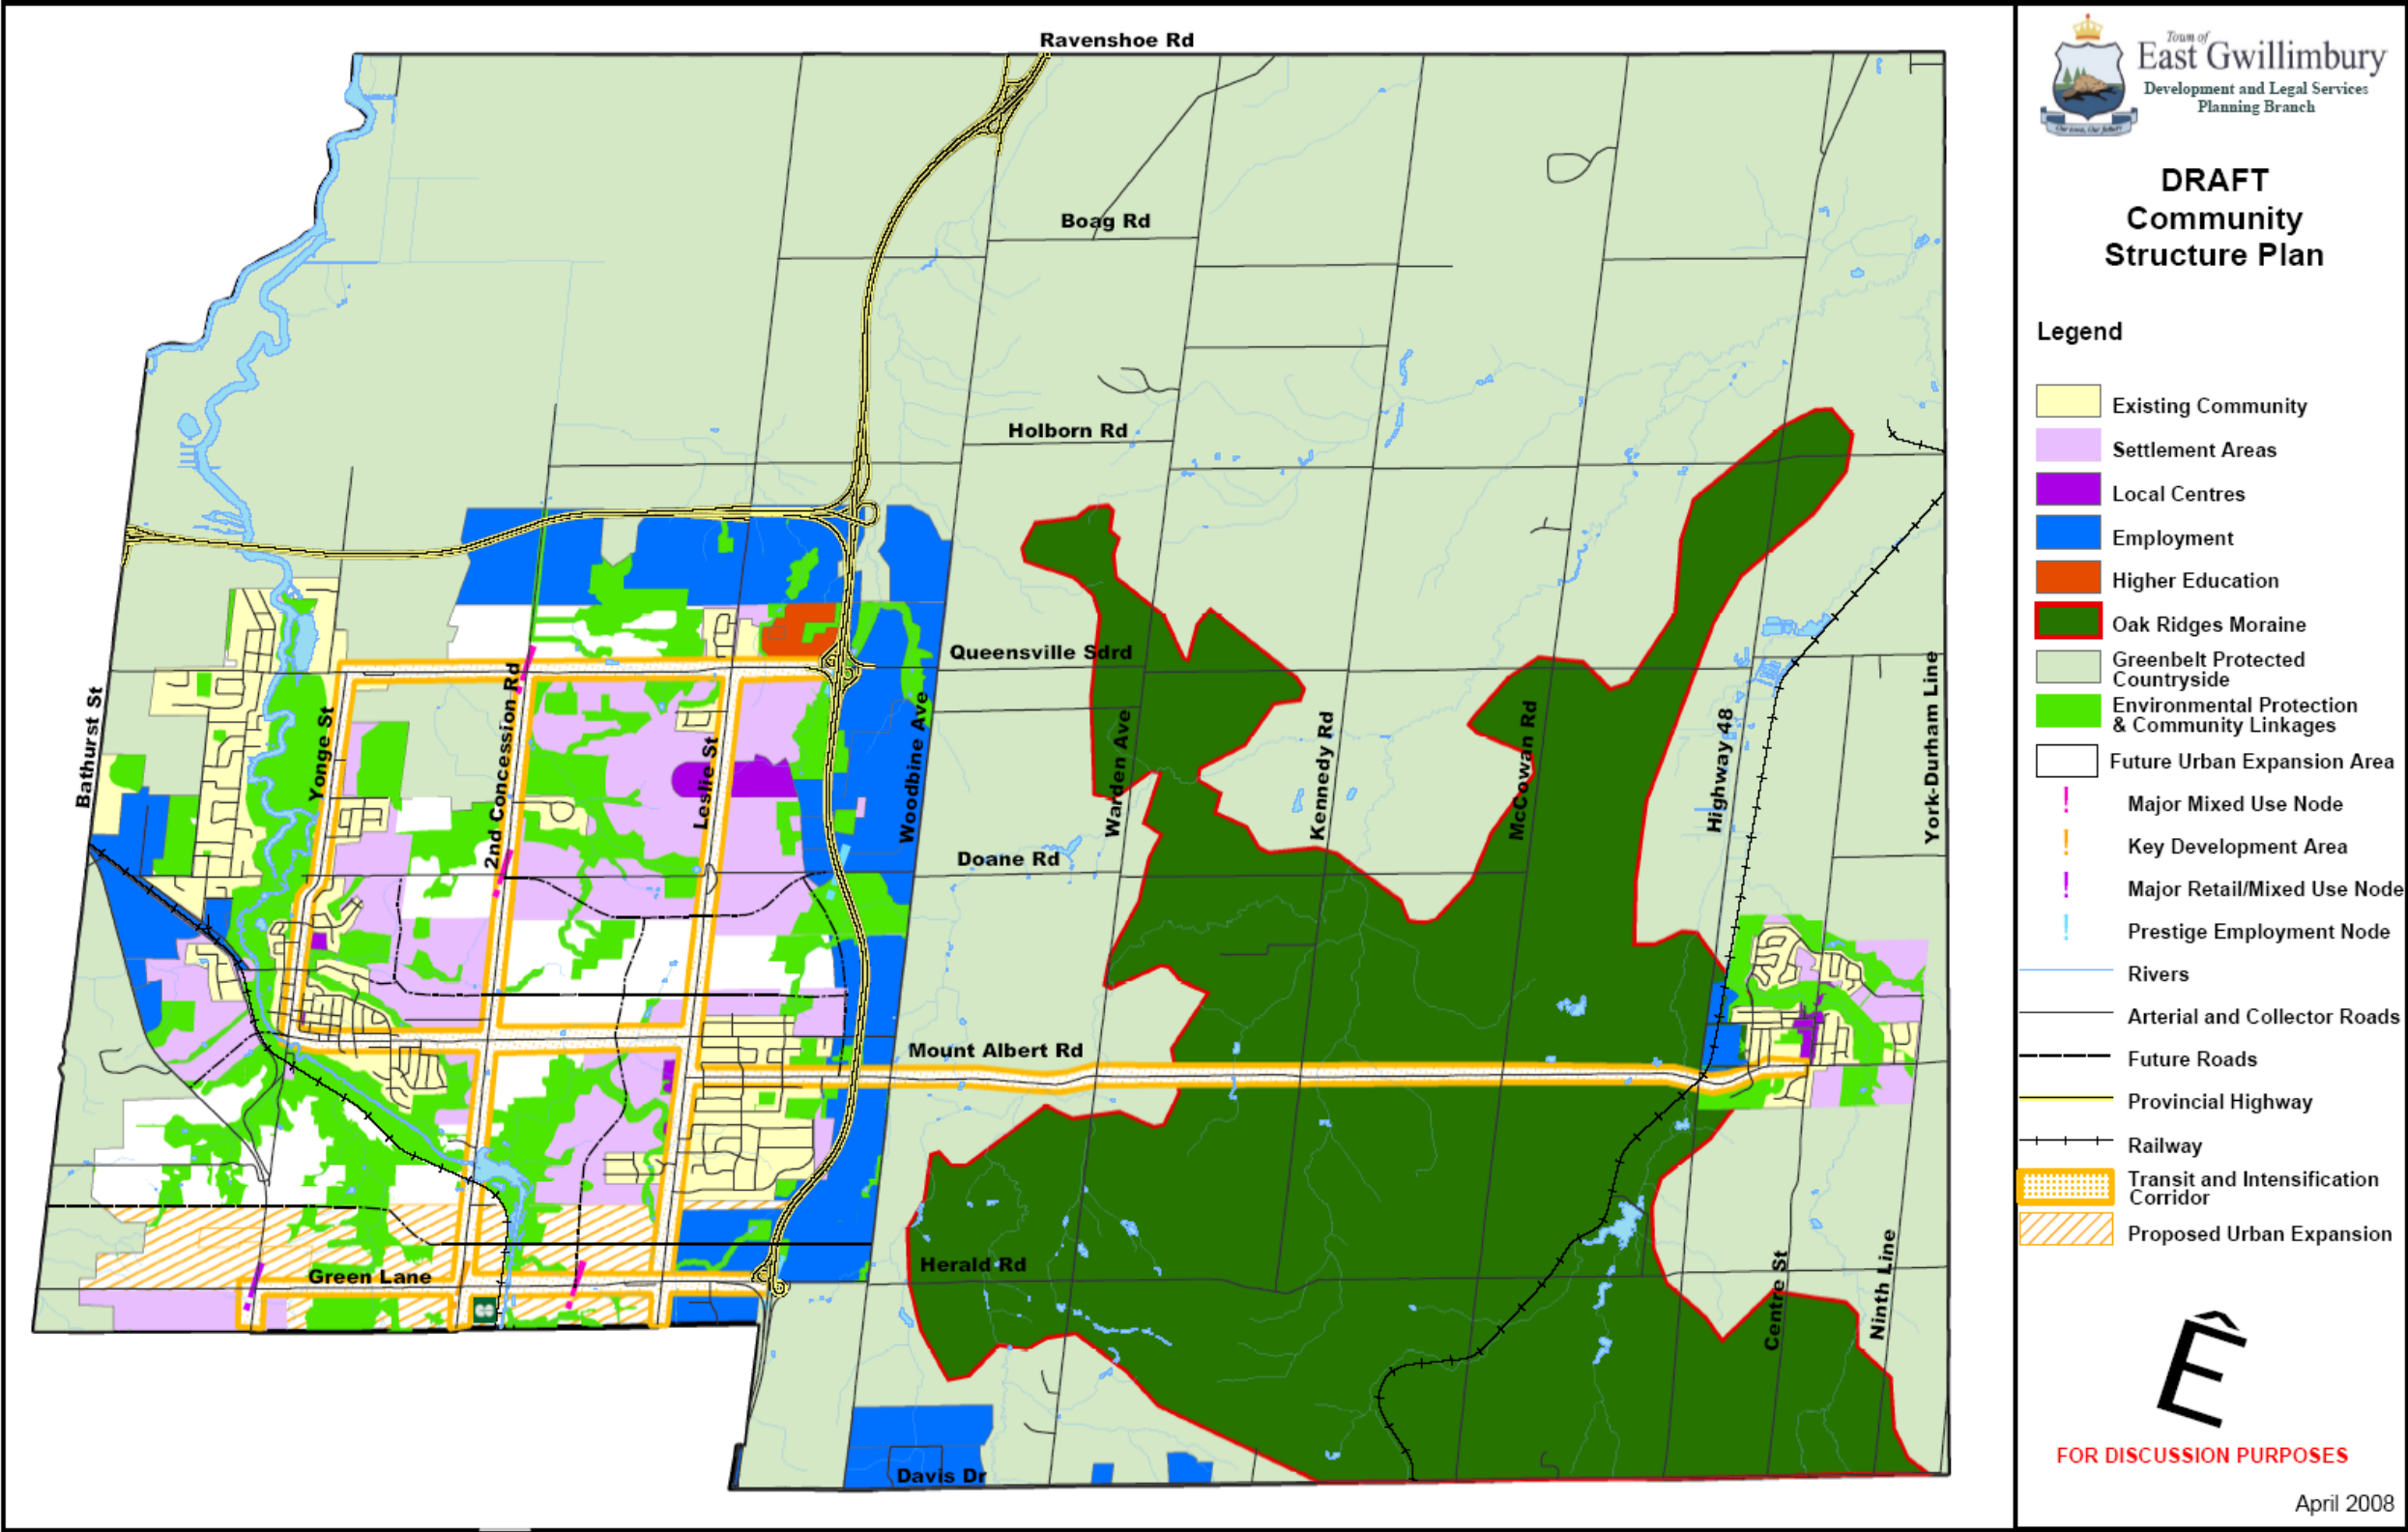 Ravenshoe Rd
Boag Rd
Holborn Rd
Queensville Sdrd
Bathurst St
Yonge St
2nd Concession Rd
Leslie St
Woodbine Ave
Warden Ave
Kennedy Rd
McCowan Rd
Highway 48
York-Durham Line
Doane Rd
Mount Albert Rd
Green Lane
Herald Rd
Centre St
Ninth Line
Davis Dr
Town of
East Gwillimbury
Development and Legal Services
Planning Branch
Our town, Our future
DRAFT
Community
Structure Plan
Legend
Existing Community
Settlement Areas
Local Centres
Employment
Higher Education
Oak Ridges Moraine
Greenbelt Protected
Countryside
Environmental Protection
& Community Linkages
Future Urban Expansion Area
! Major Mixed Use Node
! Key Development Area
! Major Retail/Mixed Use Node
! Prestige Employment Node
Rivers
Arterial and Collector Roads
Future Roads
Provincial Highway
Railway
Transit and Intensification
Corridor
Proposed Urban Expansion
Ê
FOR DISCUSSION PURPOSES
April 2008